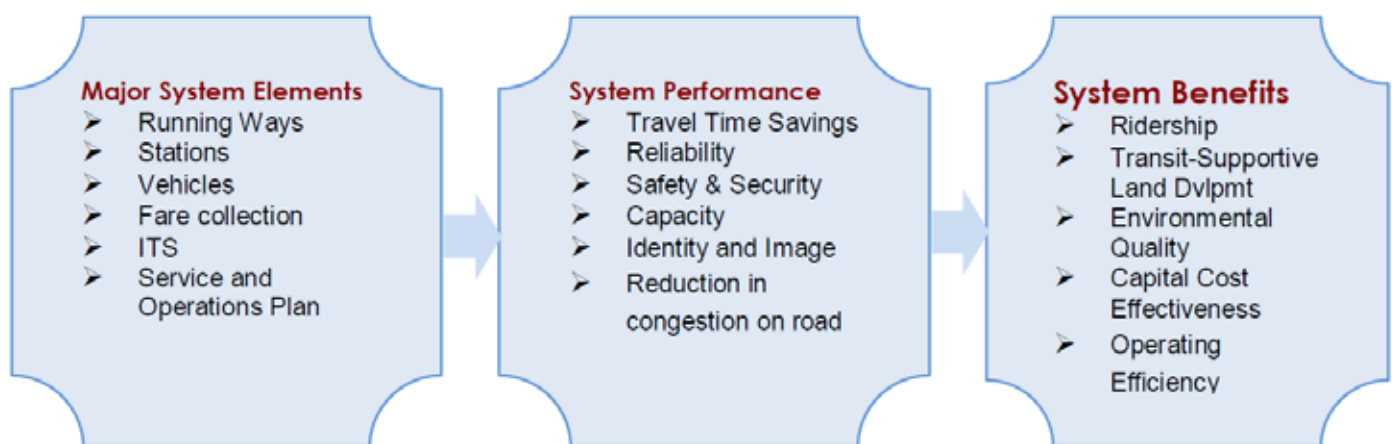 Major System Elements
➢ Running Ways
➢ Stations
➢ Vehicles
➢ Fare collection
➢ ITS
➢ Service and
Operations Plan
System Performance
➢ Travel Time Savings
➢ Reliability
➢ Safety & Security
➢ Capacity
➢ Identity and Image
➢ Reduction in
congestion on road
System Benefits
➢ Ridership
➢ Transit-Supportive
Land Dvlpmt
➢ Environmental
Quality
➢ Capital Cost
Effectiveness
➢ Operating
Efficiency